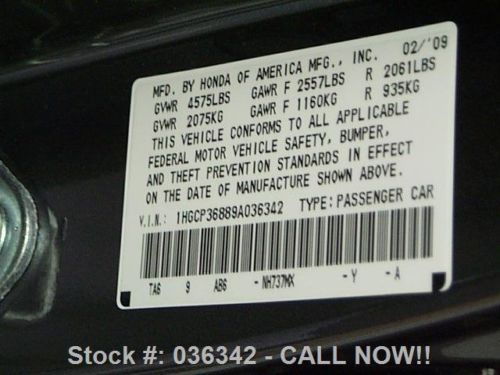 MFD. BY HONDA OF AMERICA MFG., INC. 02/'09
GVWR 4575LBS GAWR F 2557LBS R 2061LBS
GVWR 2075KG GAWR F 1160KG R 935KG
THIS VEHICLE CONFORMS TO ALL APPLICABLE
FEDERAL MOTOR VEHICLE SAFETY, BUMPER,
AND THEFT PREVENTION STANDARDS IN EFFECT
ON THE DATE OF MANUFACTURE SHOWN ABOVE.
V.I.N.: 1HGCP36889A036342 TYPE: PASSENGER CAR
TA6 9 AB6 -NH737MX -Y -A
Stock #: 036342 - CALL NOW!!